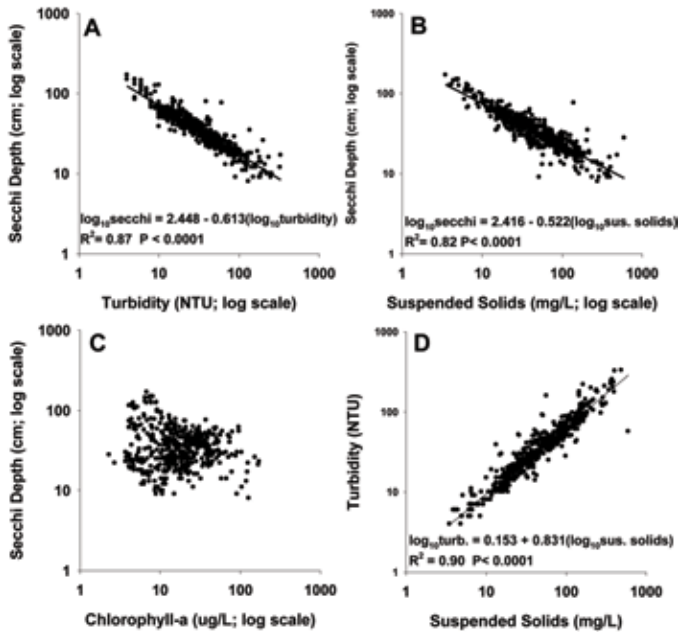 A
Secchi Depth (cm; log scale)
1000
100
10
1
log10secchi = 2.448 - 0.613(log10turbidity)
R2= 0.87 P < 0.0001
1 10 100 1000
Turbidity (NTU; log scale)
B
Secchi Depth (cm; log scale)
1000
100
10
1
log10secchi = 2.416 - 0.522(log10sus. solids)
R2= 0.82 P< 0.0001
1 10 100 1000
Suspended Solids (mg/L; log scale)
C
Secchi Depth (cm; log scale)
1000
100
10
1
1 10 100 1000
Chlorophyll-a (ug/L; log scale)
D
Turbidity (NTU)
1000
100
10
1
log10turb. = 0.153 + 0.831(log10sus. solids)
R2 = 0.90 P< 0.0001
1 10 100 1000
Suspended Solids (mg/L)